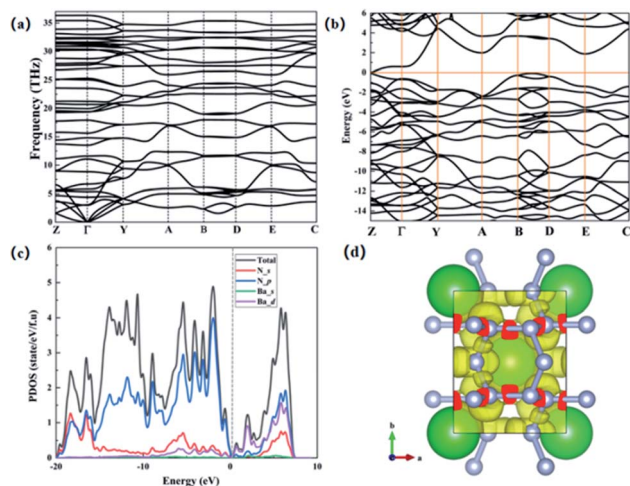 (a)
35
30
25
20
15
10
5
0
Frequency (THz)
Z Γ Y A B D E C
(b)
6
4
2
0
-2
-4
-6
-8
-10
-12
-14
Energy (eV)
Z Γ Y A B D E C
(c)
Total
N_s
N_p
Ba_s
Ba_d
6
5
4
3
2
1
0
PDOS (state/eV/f.u)
-20 -10 0 10
Energy (eV)
(d)
b
a